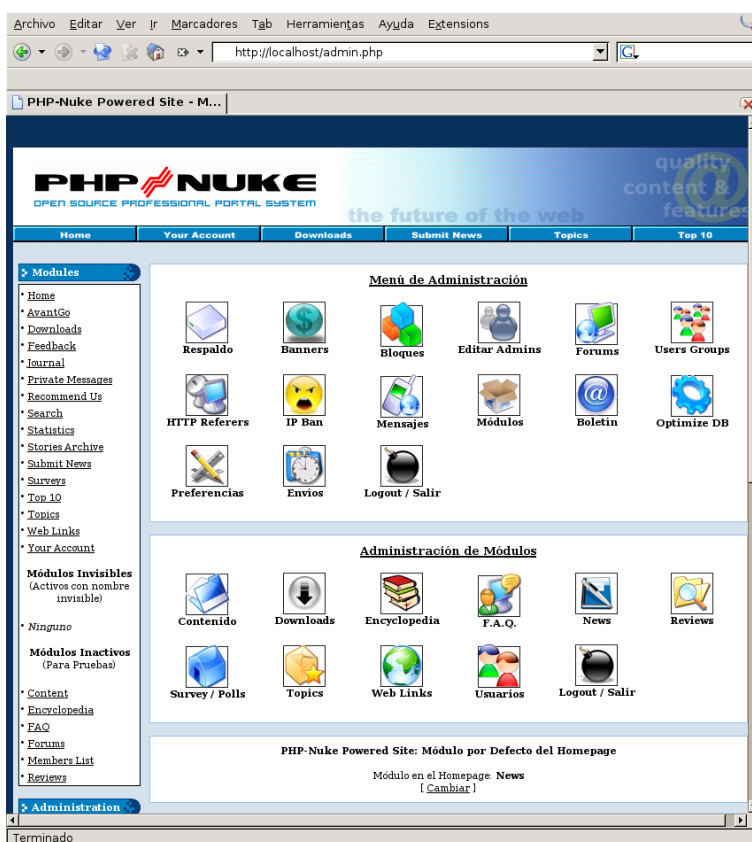 Archivo Editar Ver Ir Marcadores Tab Herramientas Ayuda Extensions
http://localhost/admin.php
PHP-Nuke Powered Site - M...
PHP NUKE
OPEN SOURCE PROFESSIONAL PORTAL SYSTEM
the future of the web
quality
content &
features
Home Your Account Downloads Submit News Topics Top 10
Modules
Home
AvantGo
Downloads
Feedback
Journal
Private Messages
Recommend Us
Search
Statistics
Stories Archive
Submit News
Surveys
Top 10
Topics
Web Links
Your Account
Módulos Invisibles
(Activos con nombre
invisible)
Ninguno
Módulos Inactivos
(Para Pruebas)
Content
Encyclopedia
FAQ
Forums
Members List
Reviews
Administration
Menú de Administración
Respaldo Banners Bloques Editar Admins Forums Users Groups
HTTP Referers IP Ban Mensajes Módulos Boletin Optimize DB
Preferencias Envíos Logout / Salir
Administración de Módulos
Contenido Downloads Encyclopedia F.A.Q. News Reviews
Survey / Polls Topics Web Links Usuarios Logout / Salir
PHP-Nuke Powered Site: Módulo por Defecto del Homepage
Módulo en el Homepage: News
[ Cambiar ]
Terminado